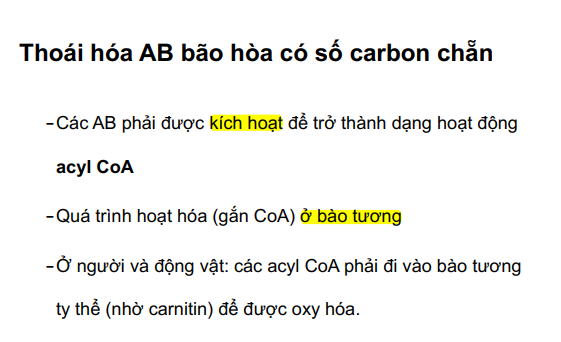 Thoái hóa AB bão hòa có số carbon chẵn
-Các AB phải được kích hoạt để trở thành dạng hoạt động
acyl CoA
-Quá trình hoạt hóa (gắn CoA) ở bào tương
-Ở người và động vật: các acyl CoA phải đi vào bào tương
ty thể (nhờ carnitin) để được oxy hóa.